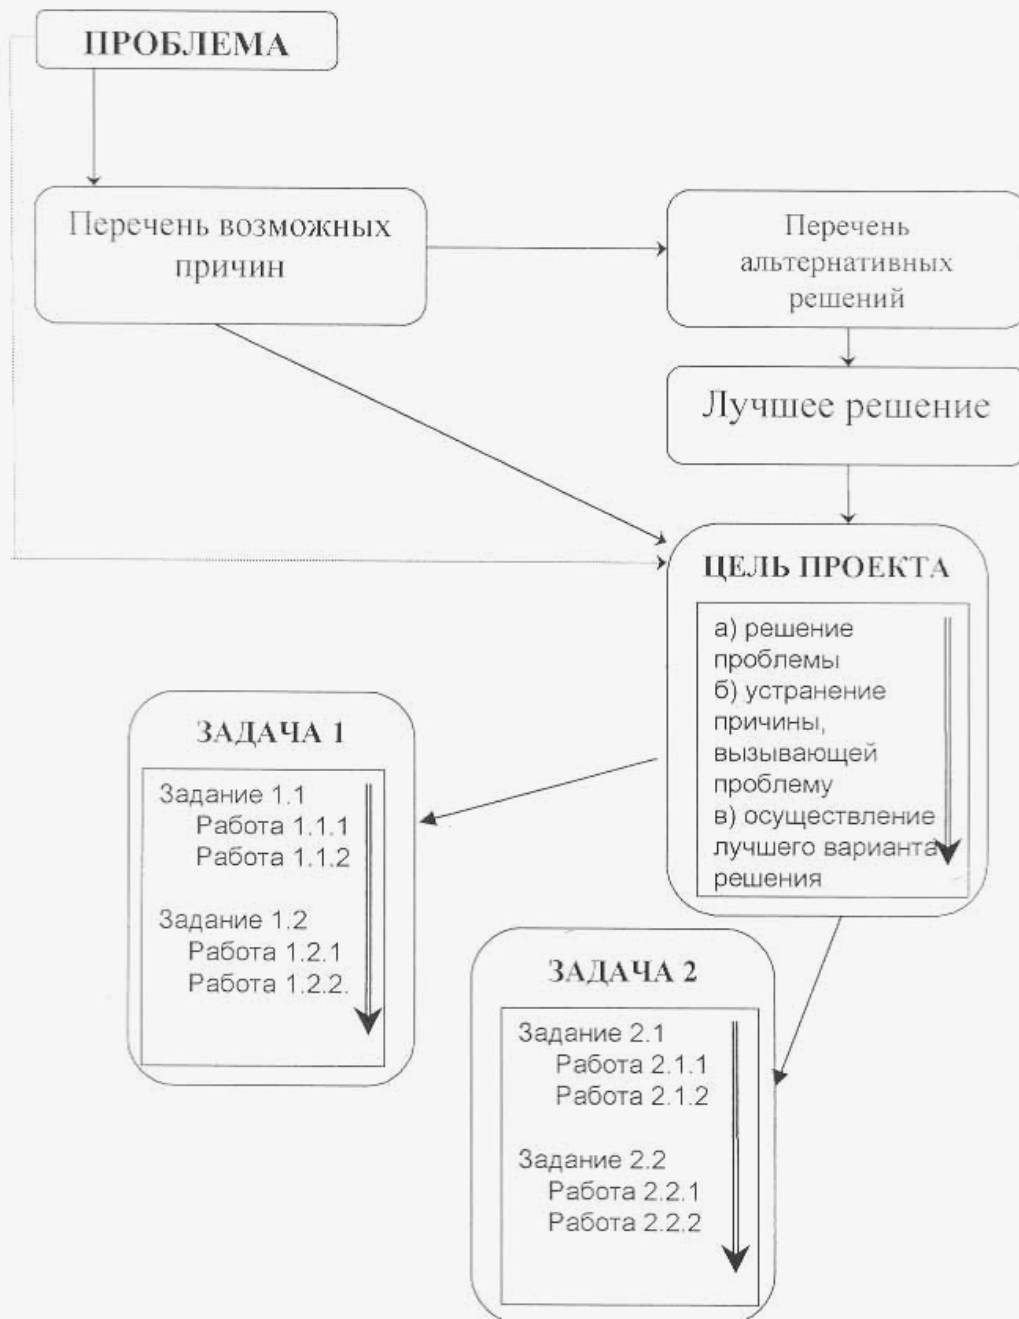 ПРОБЛЕМА
Перечень возможных
причин
Перечень
альтернативных
решений
Лучшее решение
ЦЕЛЬ ПРОЕКТА
а) решение
проблемы
б) устранение
причины,
вызывающей
проблему
в) осуществление
лучшего варианта
решения
ЗАДАЧА 1
Задание 1.1
Работа 1.1.1
Работа 1.1.2
Задание 1.2
Работа 1.2.1
Работа 1.2.2.
ЗАДАЧА 2
Задание 2.1
Работа 2.1.1
Работа 2.1.2
Задание 2.2
Работа 2.2.1
Работа 2.2.2